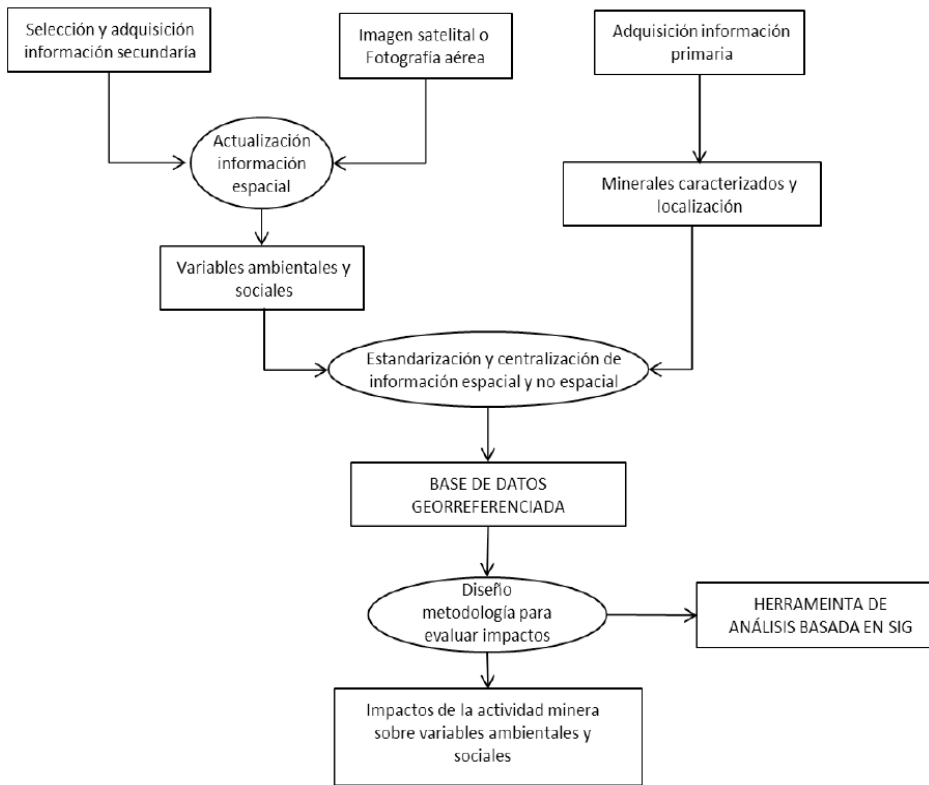 Selección y adquisición
información secundaría
Imagen satelital o
Fotografía aérea
Adquisición información
primaria
Actualización
información
espacial
Minerales caracterizados y
localización
Variables ambientales y
sociales
Estandarización y centralización de
información espacial y no espacial
BASE DE DATOS
GEORREFERENCIADA
Diseño
metodología para
evaluar impactos
HERRAMEINTA DE
ANÁLISIS BASADA EN SIG
Impactos de la actividad minera
sobre variables ambientales y
sociales